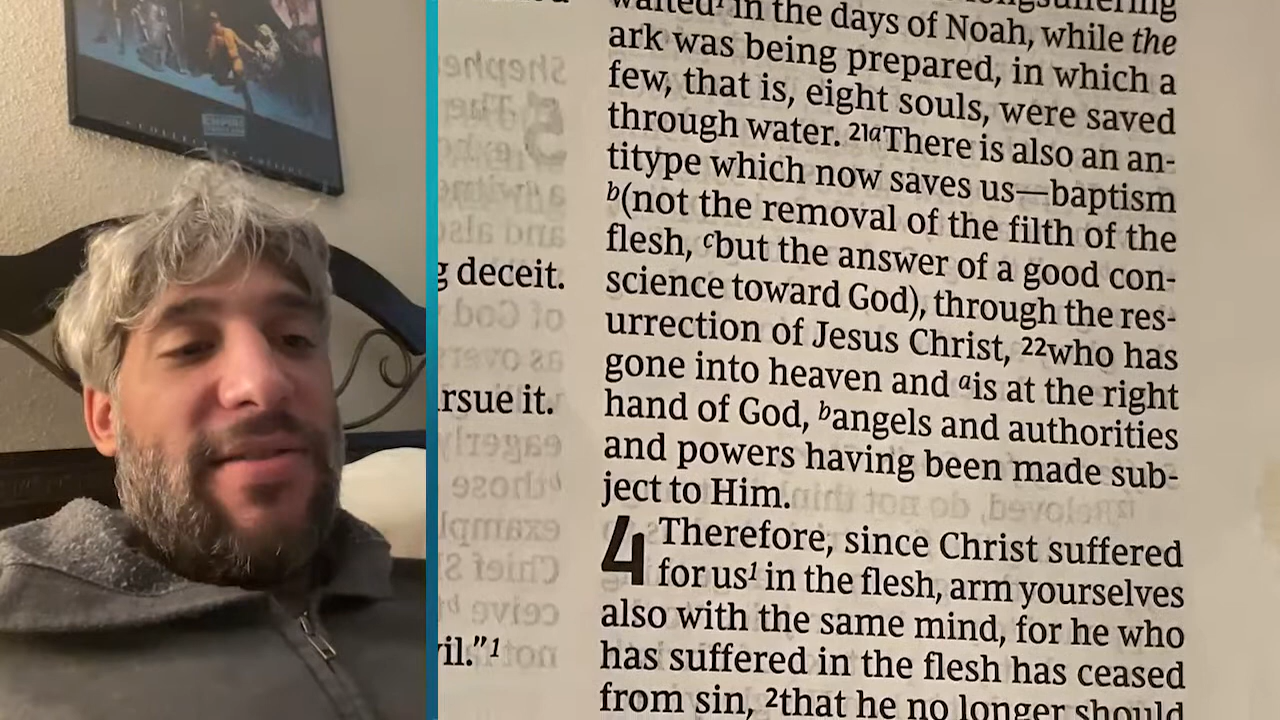 EMPIRE
g deceit.
rsue it.
vil.”1
waited1 in the days of Noah, while the
ark was being prepared, in which a
few, that is, eight souls, were saved
through water. 21aThere is also an an-
titype which now saves us—baptism
b(not the removal of the filth of the
flesh, cbut the answer of a good con-
science toward God), through the res-
urrection of Jesus Christ, 22who has
gone into heaven and ais at the right
hand of God, bangels and authorities
and powers having been made sub-
ject to Him.
4 Therefore, since Christ suffered
for us1 in the flesh, arm yourselves
also with the same mind, for he who
has suffered in the flesh has ceased
from sin, 2that he no longer should